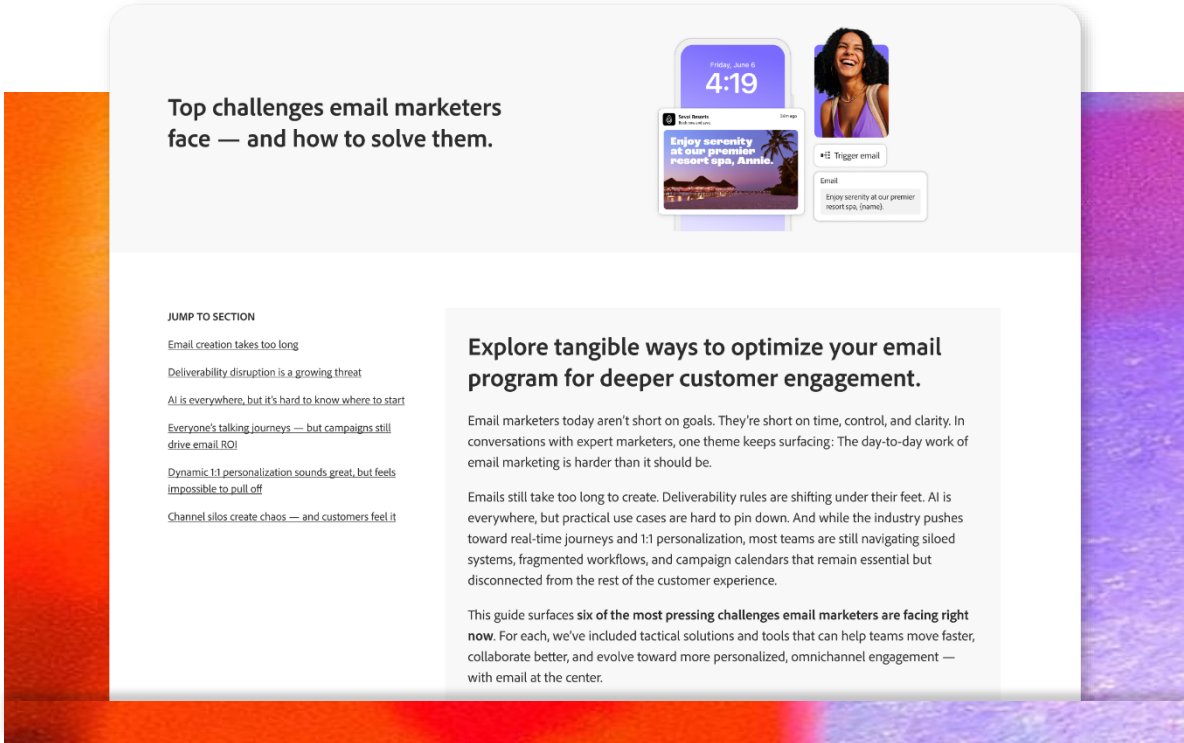 Top challenges email marketers
face — and how to solve them.
Friday, June 6
4:19
Sevoi Resorts
Book now and save
34m ago
Enjoy serenity
at our premier
resort spa, Annie.
Trigger email
Email
Enjoy serenity at our premier
resort spa, {name}.
JUMP TO SECTION
Email creation takes too long
Deliverability disruption is a growing threat
AI is everywhere, but it's hard to know where to start
Everyone's talking journeys — but campaigns still
drive email ROI
Dynamic 1:1 personalization sounds great, but feels
impossible to pull off
Channel silos create chaos — and customers feel it
Explore tangible ways to optimize your email
program for deeper customer engagement.
Email marketers today aren't short on goals. They're short on time, control, and clarity. In
conversations with expert marketers, one theme keeps surfacing: The day-to-day work of
email marketing is harder than it should be.
Emails still take too long to create. Deliverability rules are shifting under their feet. AI is
everywhere, but practical use cases are hard to pin down. And while the industry pushes
toward real-time journeys and 1:1 personalization, most teams are still navigating siloed
systems, fragmented workflows, and campaign calendars that remain essential but
disconnected from the rest of the customer experience.
This guide surfaces six of the most pressing challenges email marketers are facing right
now. For each, we've included tactical solutions and tools that can help teams move faster,
collaborate better, and evolve toward more personalized, omnichannel engagement —
with email at the center.